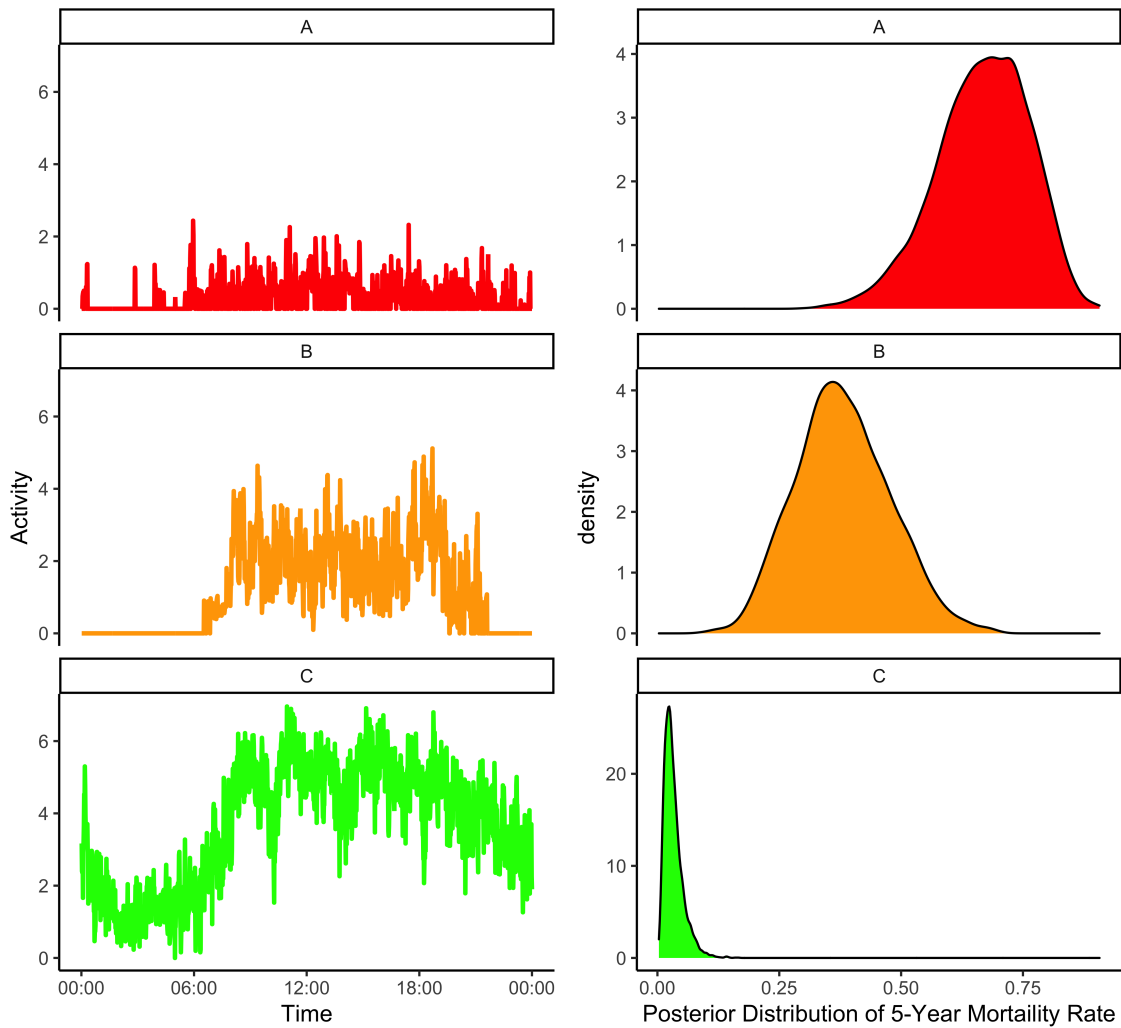 A
6
4
2
0
B
6
4
2
0
C
6
4
2
0
00:00 06:00 12:00 18:00 00:00
Time
Activity
A
4
3
2
1
0
B
4
3
2
1
0
C
20
10
0
0.00 0.25 0.50 0.75
Posterior Distribution of 5-Year Mortaility Rate
density